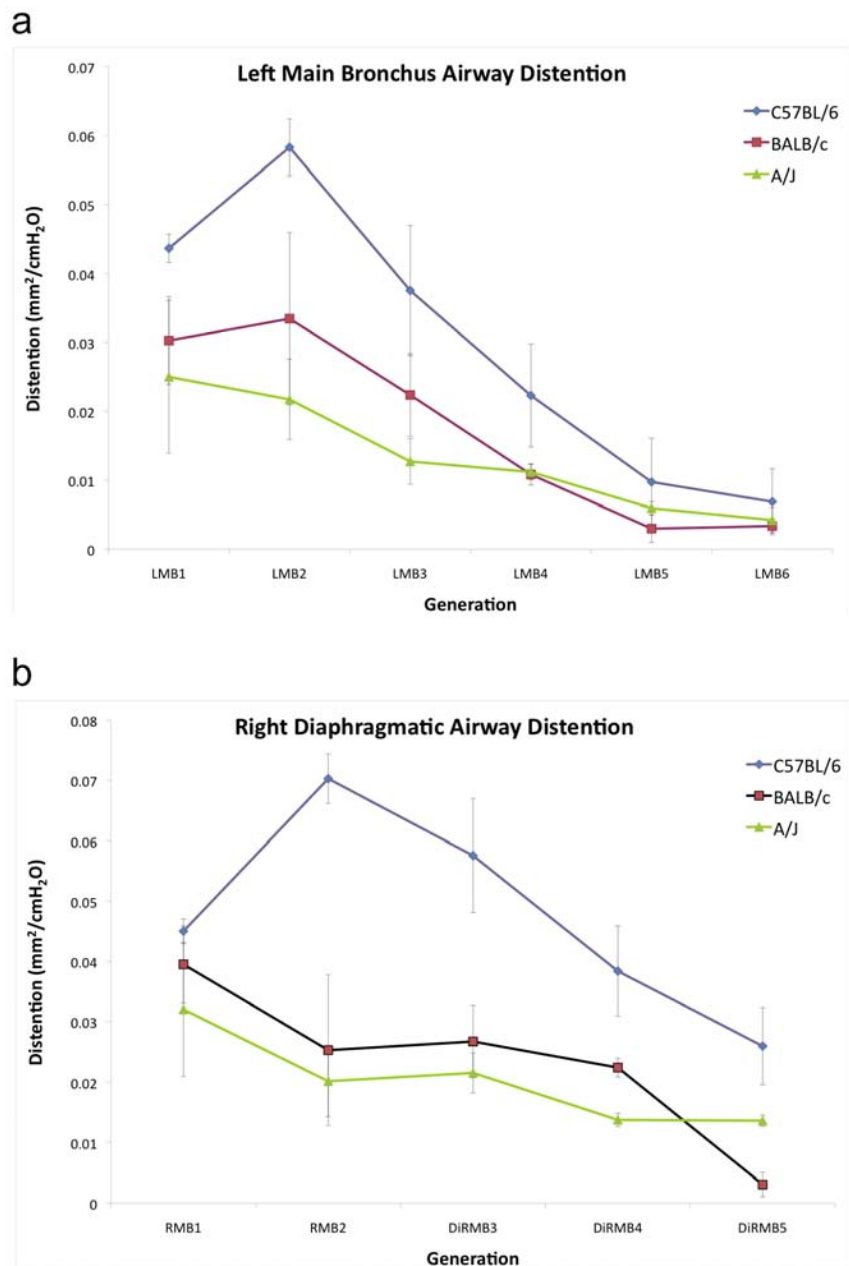 a
Left Main Bronchus Airway Distention
0.07
0.06
0.05
0.04
0.03
0.02
0.01
0
Distention (mm²/cmH₂O)
C57BL/6
BALB/c
A/J
LMB1 LMB2 LMB3 LMB4 LMB5 LMB6
Generation
b
Right Diaphragmatic Airway Distention
0.08
0.07
0.06
0.05
0.04
0.03
0.02
0.01
0
Distention (mm²/cmH₂O)
C57BL/6
BALB/c
A/J
RMB1 RMB2 DiRMB3 DiRMB4 DiRMB5
Generation